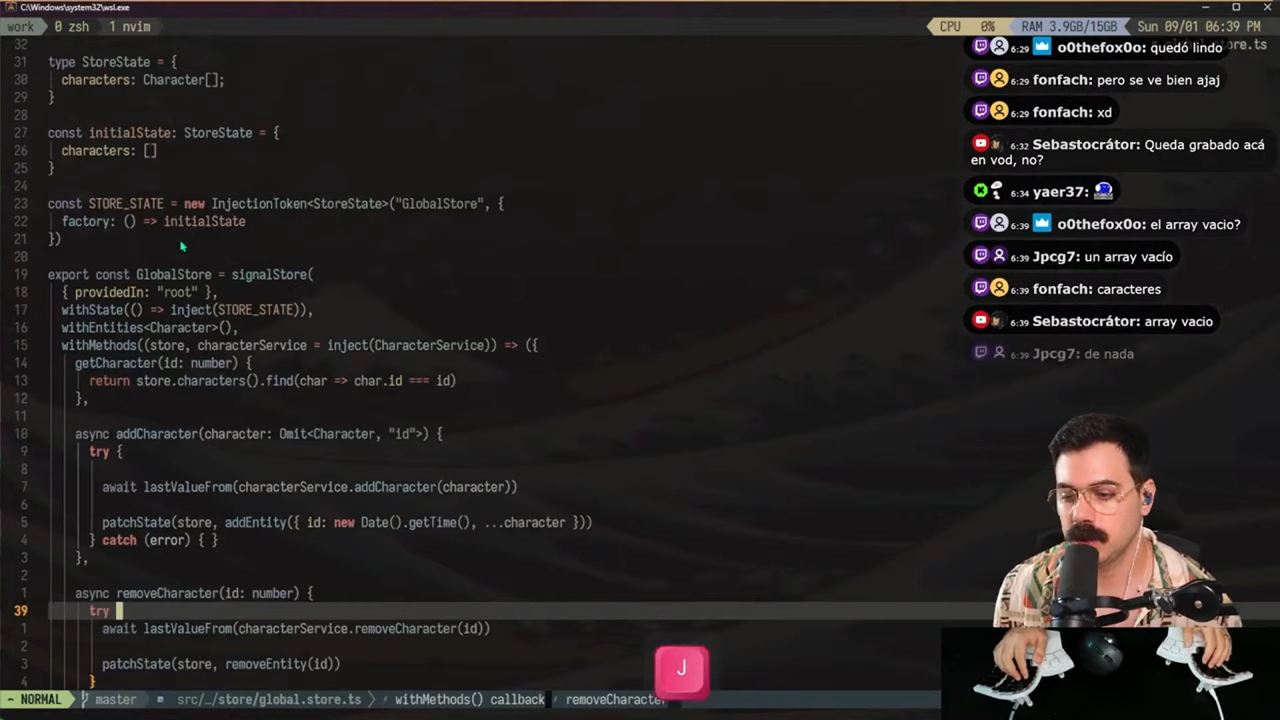 C:\Windows\system32\wsl.exe
work 0 zsh 1 nvim
CPU 0% RAM 3.9GB/15GB Sun 09/01 06:39 PM
32
31 type StoreState = {
30 characters: Character[];
29 }
28
27 const initialState: StoreState = {
26 characters: []
25 }
24
23 const STORE_STATE = new InjectionToken<StoreState>("GlobalStore", {
22 factory: () => initialState
21 })
20
19 export const GlobalStore = signalStore(
18 { providedIn: "root" },
17 withState(() => inject(STORE_STATE)),
16 withEntities<Character>(),
15 withMethods((store, characterService = inject(CharacterService)) => ({
14 getCharacter(id: number) {
13 return store.characters().find(char => char.id === id)
12 },
11
10 async addCharacter(character: Omit<Character, "id">) {
9 try {
8
7 await lastValueFrom(characterService.addCharacter(character))
6
5 patchState(store, addEntity({ id: new Date().getTime(), ...character }))
4 } catch (error) { }
3 },
2
1 async removeCharacter(id: number) {
39 try
1 await lastValueFrom(characterService.removeCharacter(id))
2
3 patchState(store, removeEntity(id))
4 }
~ NORMAL master src/…/store/global.store.ts withMethods() callback removeCharacter
6:29 o0thefox0o: quedó lindo
6:29 fonfach: pero se ve bien ajaj
6:29 fonfach: xd
6:32 Sebastocrátor: Queda grabado acá
en vod, no?
6:34 yaer37:
6:39 o0thefox0o: el array vacio?
6:39 Jpcg7: un array vacío
6:39 fonfach: caracteres
6:39 Sebastocrátor: array vacio
6:39 Jpcg7: de nada
J